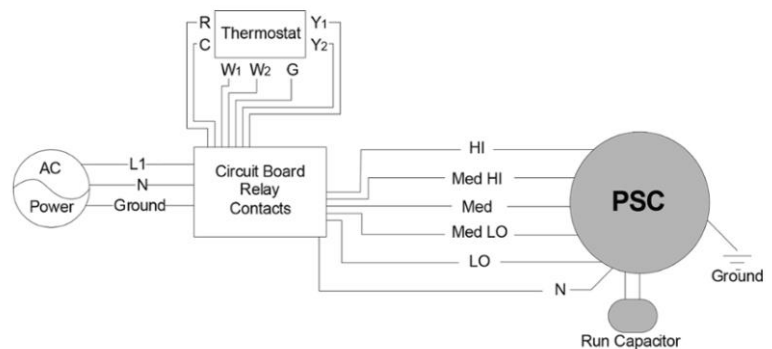 R Thermostat Y1
C Y2
W1 W2 G
AC
Power
L1
N
Ground
Circuit Board
Relay
Contacts
HI
Med HI
Med
Med LO
LO
N
PSC
Ground
Run Capacitor